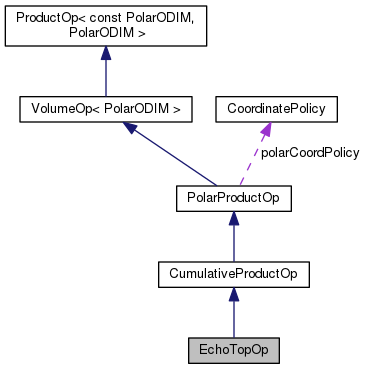 ProductOp< const PolarODIM,
PolarODIM >
VolumeOp< PolarODIM >
CoordinatePolicy
polarCoordPolicy
PolarProductOp
CumulativeProductOp
EchoTopOp